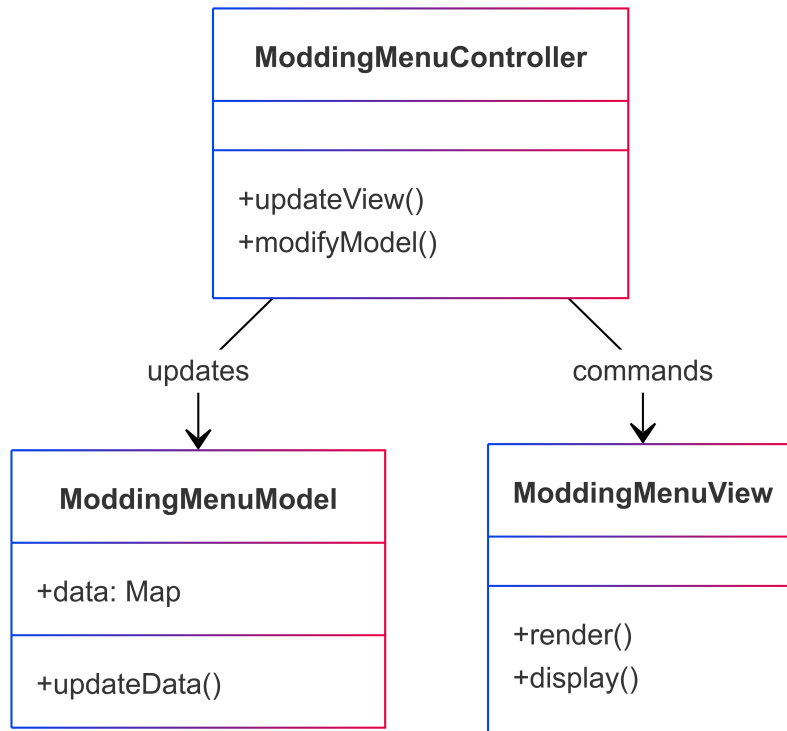 ModdingMenuController
+updateView()
+modifyModel()
updates
commands
ModdingMenuModel
+data: Map
+updateData()
ModdingMenuView
+render()
+display()